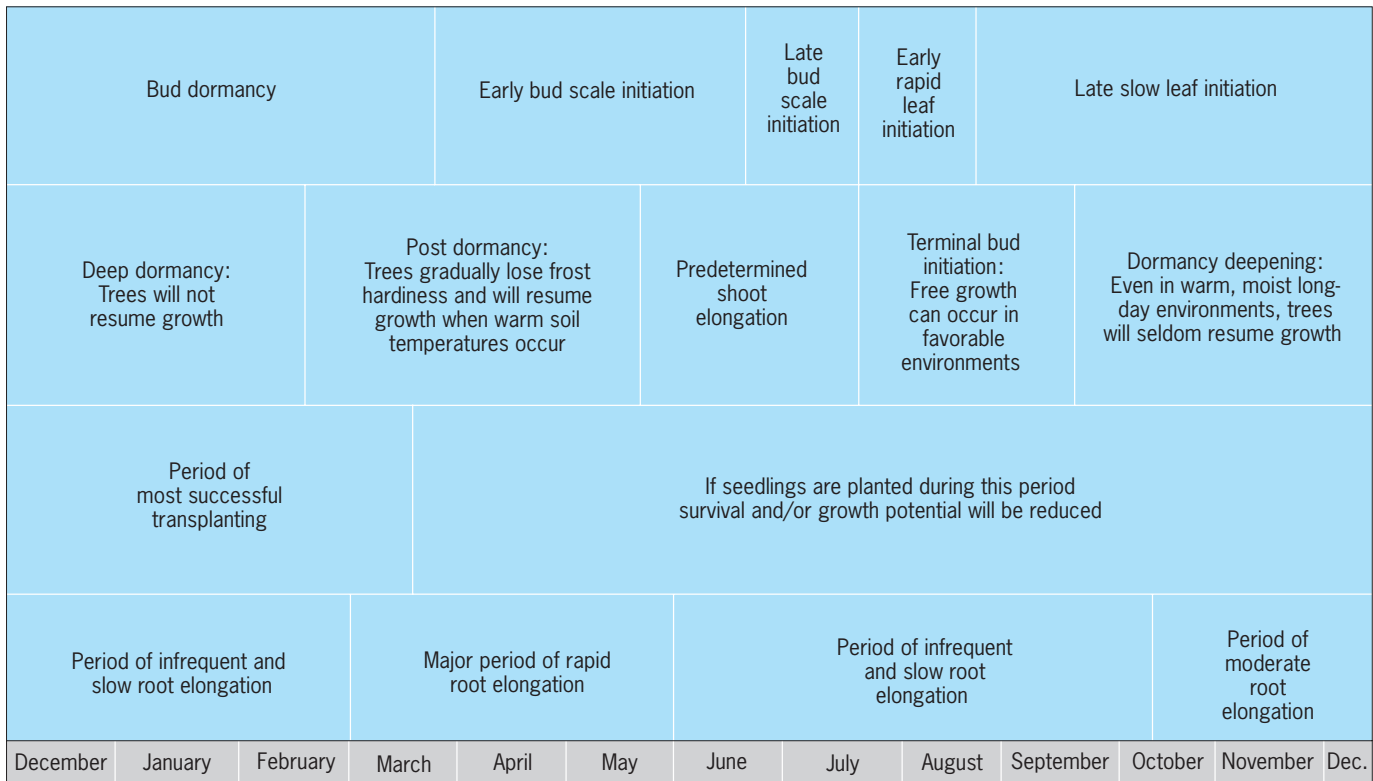 Bud dormancy
Early bud scale initiation
Late
bud
scale
initiation
Early
rapid
leaf
initiation
Late slow leaf initiation
Deep dormancy:
Trees will not
resume growth
Post dormancy:
Trees gradually lose frost
hardiness and will resume
growth when warm soil
temperatures occur
Predetermined
shoot
elongation
Terminal bud
initiation:
Free growth
can occur in
favorable
environments
Dormancy deepening:
Even in warm, moist long-
day environments, trees
will seldom resume growth
Period of
most successful
transplanting
If seedlings are planted during this period
survival and/or growth potential will be reduced
Period of infrequent and
slow root elongation
Major period of rapid
root elongation
Period of infrequent
and slow root
elongation
Period of
moderate
root
elongation
December January February March April May June July August September October November Dec.